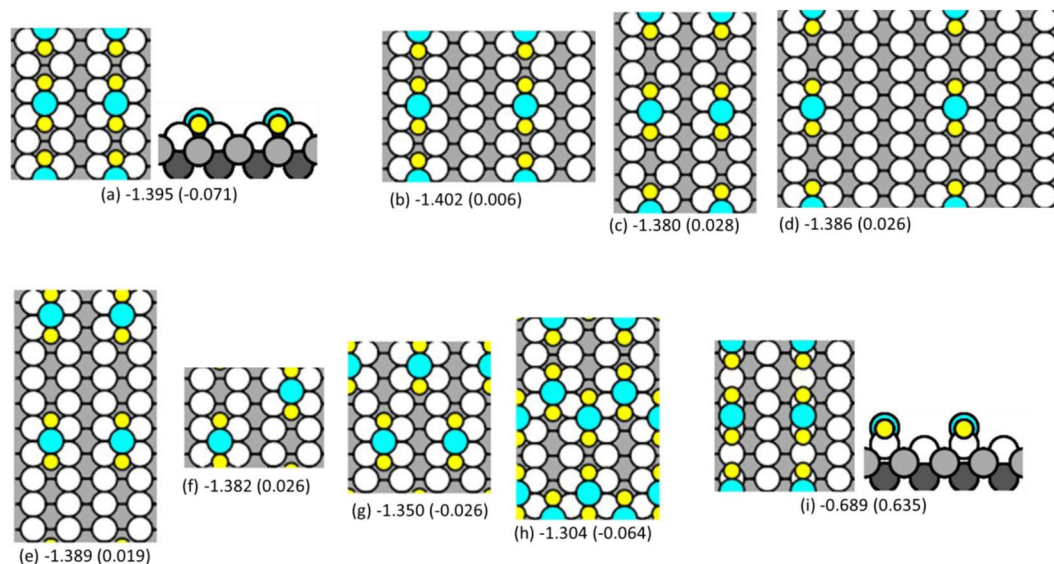 (a) -1.395 (-0.071)
(b) -1.402 (0.006)
(c) -1.380 (0.028)
(d) -1.386 (0.026)
(e) -1.389 (0.019)
(f) -1.382 (0.026)
(g) -1.350 (-0.026)
(h) -1.304 (-0.064)
(i) -0.689 (0.635)